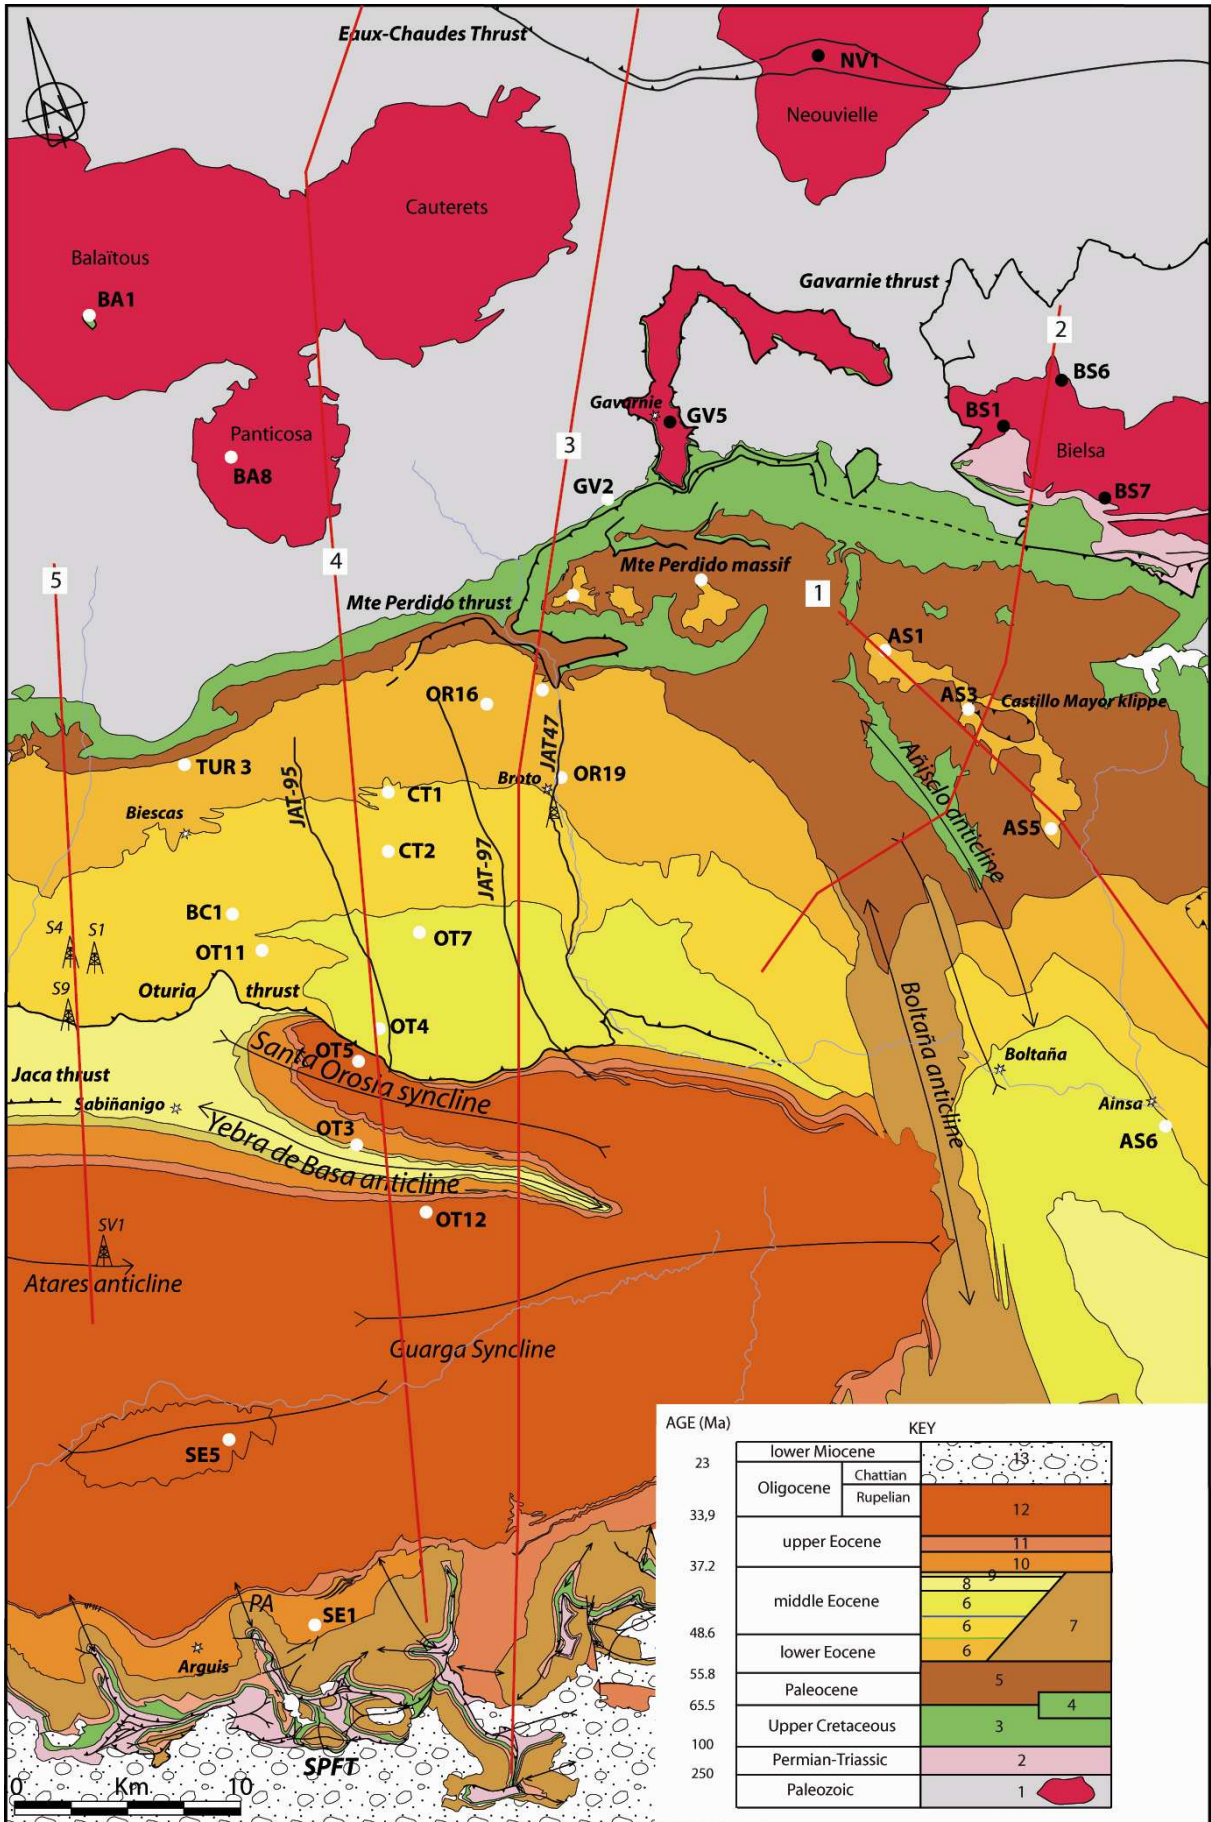 Eaux-Chaudes Thrust
NV1
Neouvielle
N
Cauterets
Balaïtous
BA1
Gavarnie thrust
2
BS6
Gavarnie
GV5
BS1
Panticosa
3
Bielsa
BA8
GV2
BS7
5
4
Mte Perdido massif
Mte Perdido thrust
1
AS1
OR16
AS3
Castillo Mayor klippe
JAT47
JAT-95
TUR 3
Broto
OR19
Añisclo anticline
CT1
Biescas
AS5
CT2
JAT-97
BC1
OT7
S4
S1
OT11
S9
Oturia thrust
Boltaña anticline
OT4
Santa Orosia syncline
OT5
Boltaña
Jaca thrust
Sabiñanigo
Ainsa
OT3
AS6
Yebra de Basa anticline
OT12
SV1
Atares anticline
Guarga Syncline
SE5
AGE (Ma)
KEY
lower Miocene
13
23
Oligocene
Chattian
Rupelian
12
33,9
upper Eocene
11
10
37.2
9
8
middle Eocene
6
6
7
48.6
lower Eocene
6
55.8
Paleocene
5
65.5
4
Upper Cretaceous
3
100
Permian-Triassic
2
250
Paleozoic
1
PA
SE1
Arguis
SPFT
0 Km 10